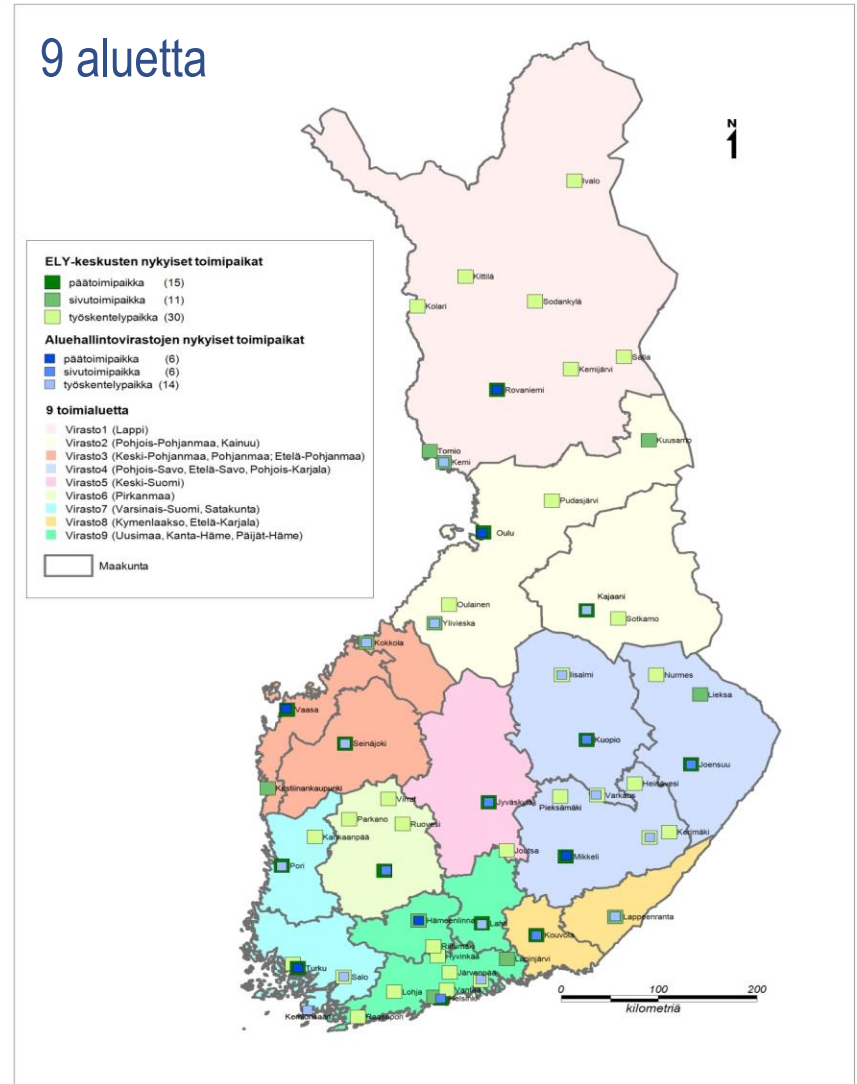 9 aluetta
N
ELY-keskusten nykyiset toimipaikat
päätoimipaikka (15)
sivutoimipaikka (11)
työskentelypaikka (30)
Aluehallintovirastojen nykyiset toimipaikat
päätoimipaikka (6)
sivutoimipaikka (6)
työskentelypaikka (14)
9 toimialuetta
Virasto1 (Lappi)
Virasto2 (Pohjois-Pohjanmaa, Kainuu)
Virasto3 (Keski-Pohjanmaa, Pohjanmaa; Etelä-Pohjanmaa)
Virasto4 (Pohjois-Savo, Etelä-Savo, Pohjois-Karjala)
Virasto5 (Keski-Suomi)
Virasto6 (Pirkanmaa)
Virasto7 (Varsinais-Suomi, Satakunta)
Virasto8 (Kymenlaakso, Etelä-Karjala)
Virasto9 (Uusimaa, Kanta-Häme, Päijät-Häme)
Maakunta
Ivalo
Kittilä
Kolari
Sodankylä
Salla
Kemijärvi
Rovaniemi
Tornio
Kuusamo
Kemi
Pudasjärvi
Oulu
Oulainen
Kajaani
Ylivieska
Sotkamo
Kokkola
Iisalmi
Nurmes
Lieksa
Vaasa
Seinäjoki
Kuopio
Joensuu
Kristiinankaupunki
Heinävesi
Varkaus
Pieksämäki
Virrat
Jyväskylä
Parkano
Ruovesi
Kankaanpää
Kerimäki
Joutsa
Mikkeli
Pori
Hämeenlinna
Lahti
Lappeenranta
Kouvola
Riihimäki
Hyvinkää
Lapinjärvi
Turku
Salo
Järvenpää
Lohja
Vantaa
Helsinki
Kemiönsaari
Raasepori
0 100 200
kilometriä